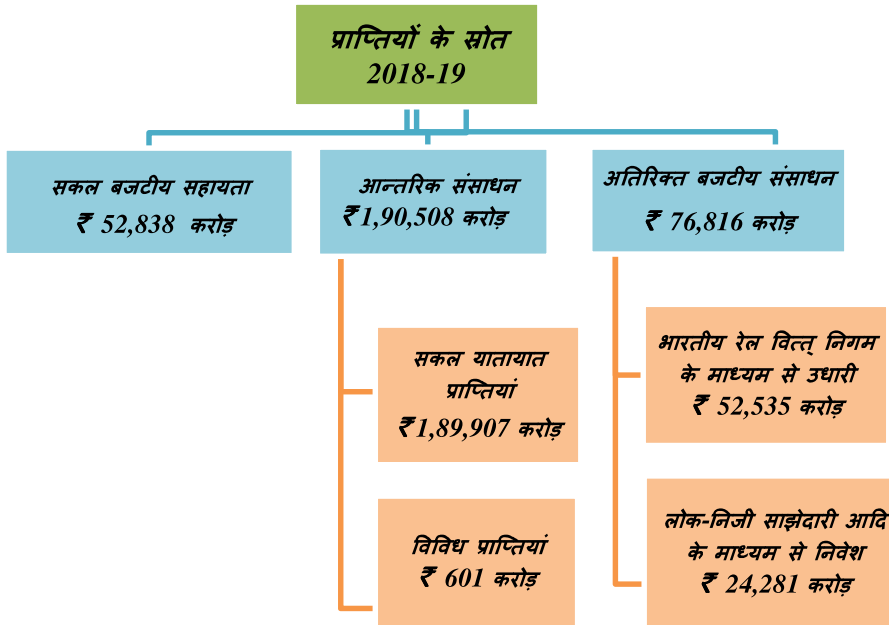 प्राप्तियों के स्रोत
2018-19
सकल बजटीय सहायता
₹ 52,838 करोड़
आन्तरिक संसाधन
₹1,90,508 करोड़
अतिरिक्त बजटीय संसाधन
₹ 76,816 करोड़
सकल यातायात
प्राप्तियां
₹1,89,907 करोड़
विविध प्राप्तियां
₹ 601 करोड़
भारतीय रेल वित्त् निगम
के माध्यम से उधारी
₹ 52,535 करोड़
लोक-निजी साझेदारी आदि
के माध्यम से निवेश
₹ 24,281 करोड़